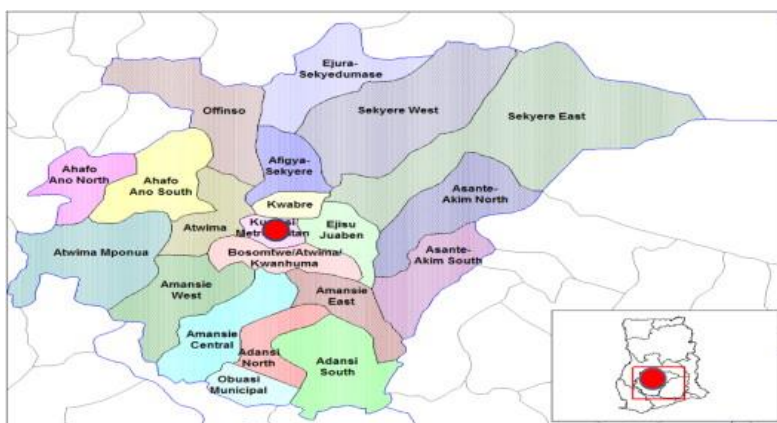 Ejura-
Sekyedumase
Offinso
Sekyere West
Sekyere East
Afigya-
Sekyere
Ahafo
Ano North
Ahafo
Ano South
Kwabre
Asante-
Akim North
Atwima
Ejisu
Juaben
Atwima Mponua
Bosomtwe/Atwima/
Kwanhuma
Asante-
Akim South
Amansie
West
Amansie
East
Amansie
Central
Adansi
North
Adansi
South
Obuasi
Municipal